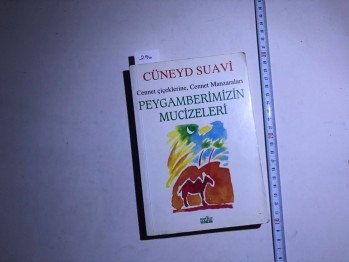 CÜNEYD SUAVİ
Cennet çiçeklerine, Cennet Manzaraları
PEYGAMBERİMİZİN
MUCİZELERİ